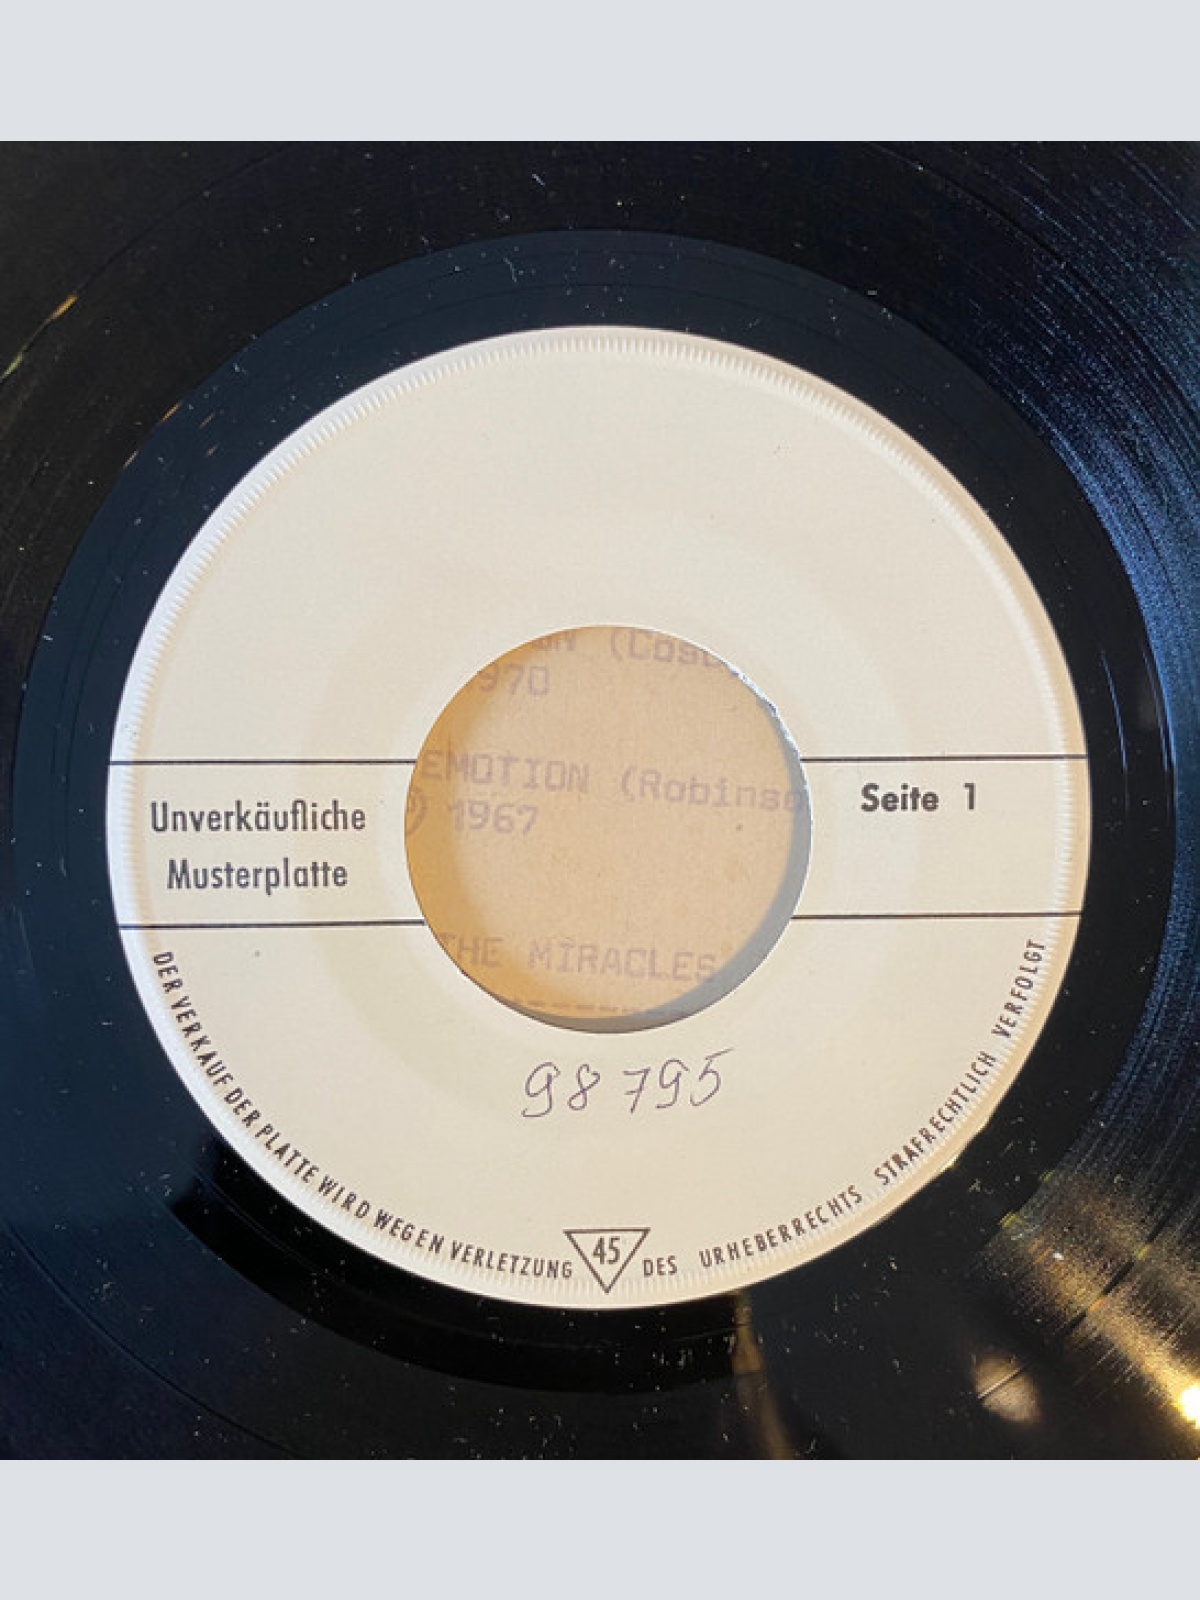 (Cosb
970
EMOTION (Robinso
Ⓟ 1967
THE MIRACLES
Unverkäufliche
Musterplatte
Seite 1
98795
DER VERKAUF DER PLATTE WIRD WEGEN VERLETZUNG DES URHEBERRECHTS STRAFRECHTLICH VERFOLGT
45